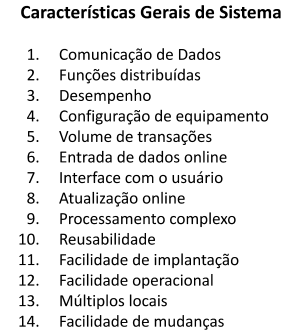 Características Gerais de Sistema
1. Comunicação de Dados
2. Funções distribuídas
3. Desempenho
4. Configuração de equipamento
5. Volume de transações
6. Entrada de dados online
7. Interface com o usuário
8. Atualização online
9. Processamento complexo
10. Reusabilidade
11. Facilidade de implantação
12. Facilidade operacional
13. Múltiplos locais
14. Facilidade de mudanças